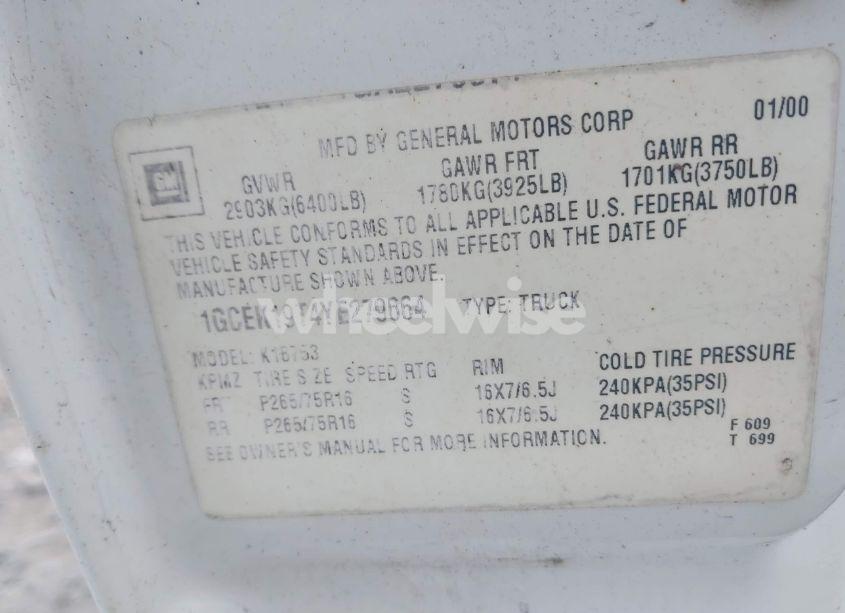 MFD BY GENERAL MOTORS CORP 01/00
GM
GVWR GAWR FRT GAWR RR
2903KG(6400LB) 1780KG(3925LB) 1701KG(3750LB)
THIS VEHICLE CONFORMS TO ALL APPLICABLE U.S. FEDERAL MOTOR
VEHICLE SAFETY STANDARDS IN EFFECT ON THE DATE OF
MANUFACTURE SHOWN ABOVE.
TYPE: TRUCK
wheelwise
MODEL: K15753
KPMZ TIRE SIZE SPEED RTG RIM COLD TIRE PRESSURE
FRT P265/75R16 S 16X7/6.5J 240KPA(35PSI)
RR P265/75R16 S 16X7/6.5J 240KPA(35PSI)
SEE OWNER'S MANUAL FOR MORE INFORMATION.
F 609
T 699